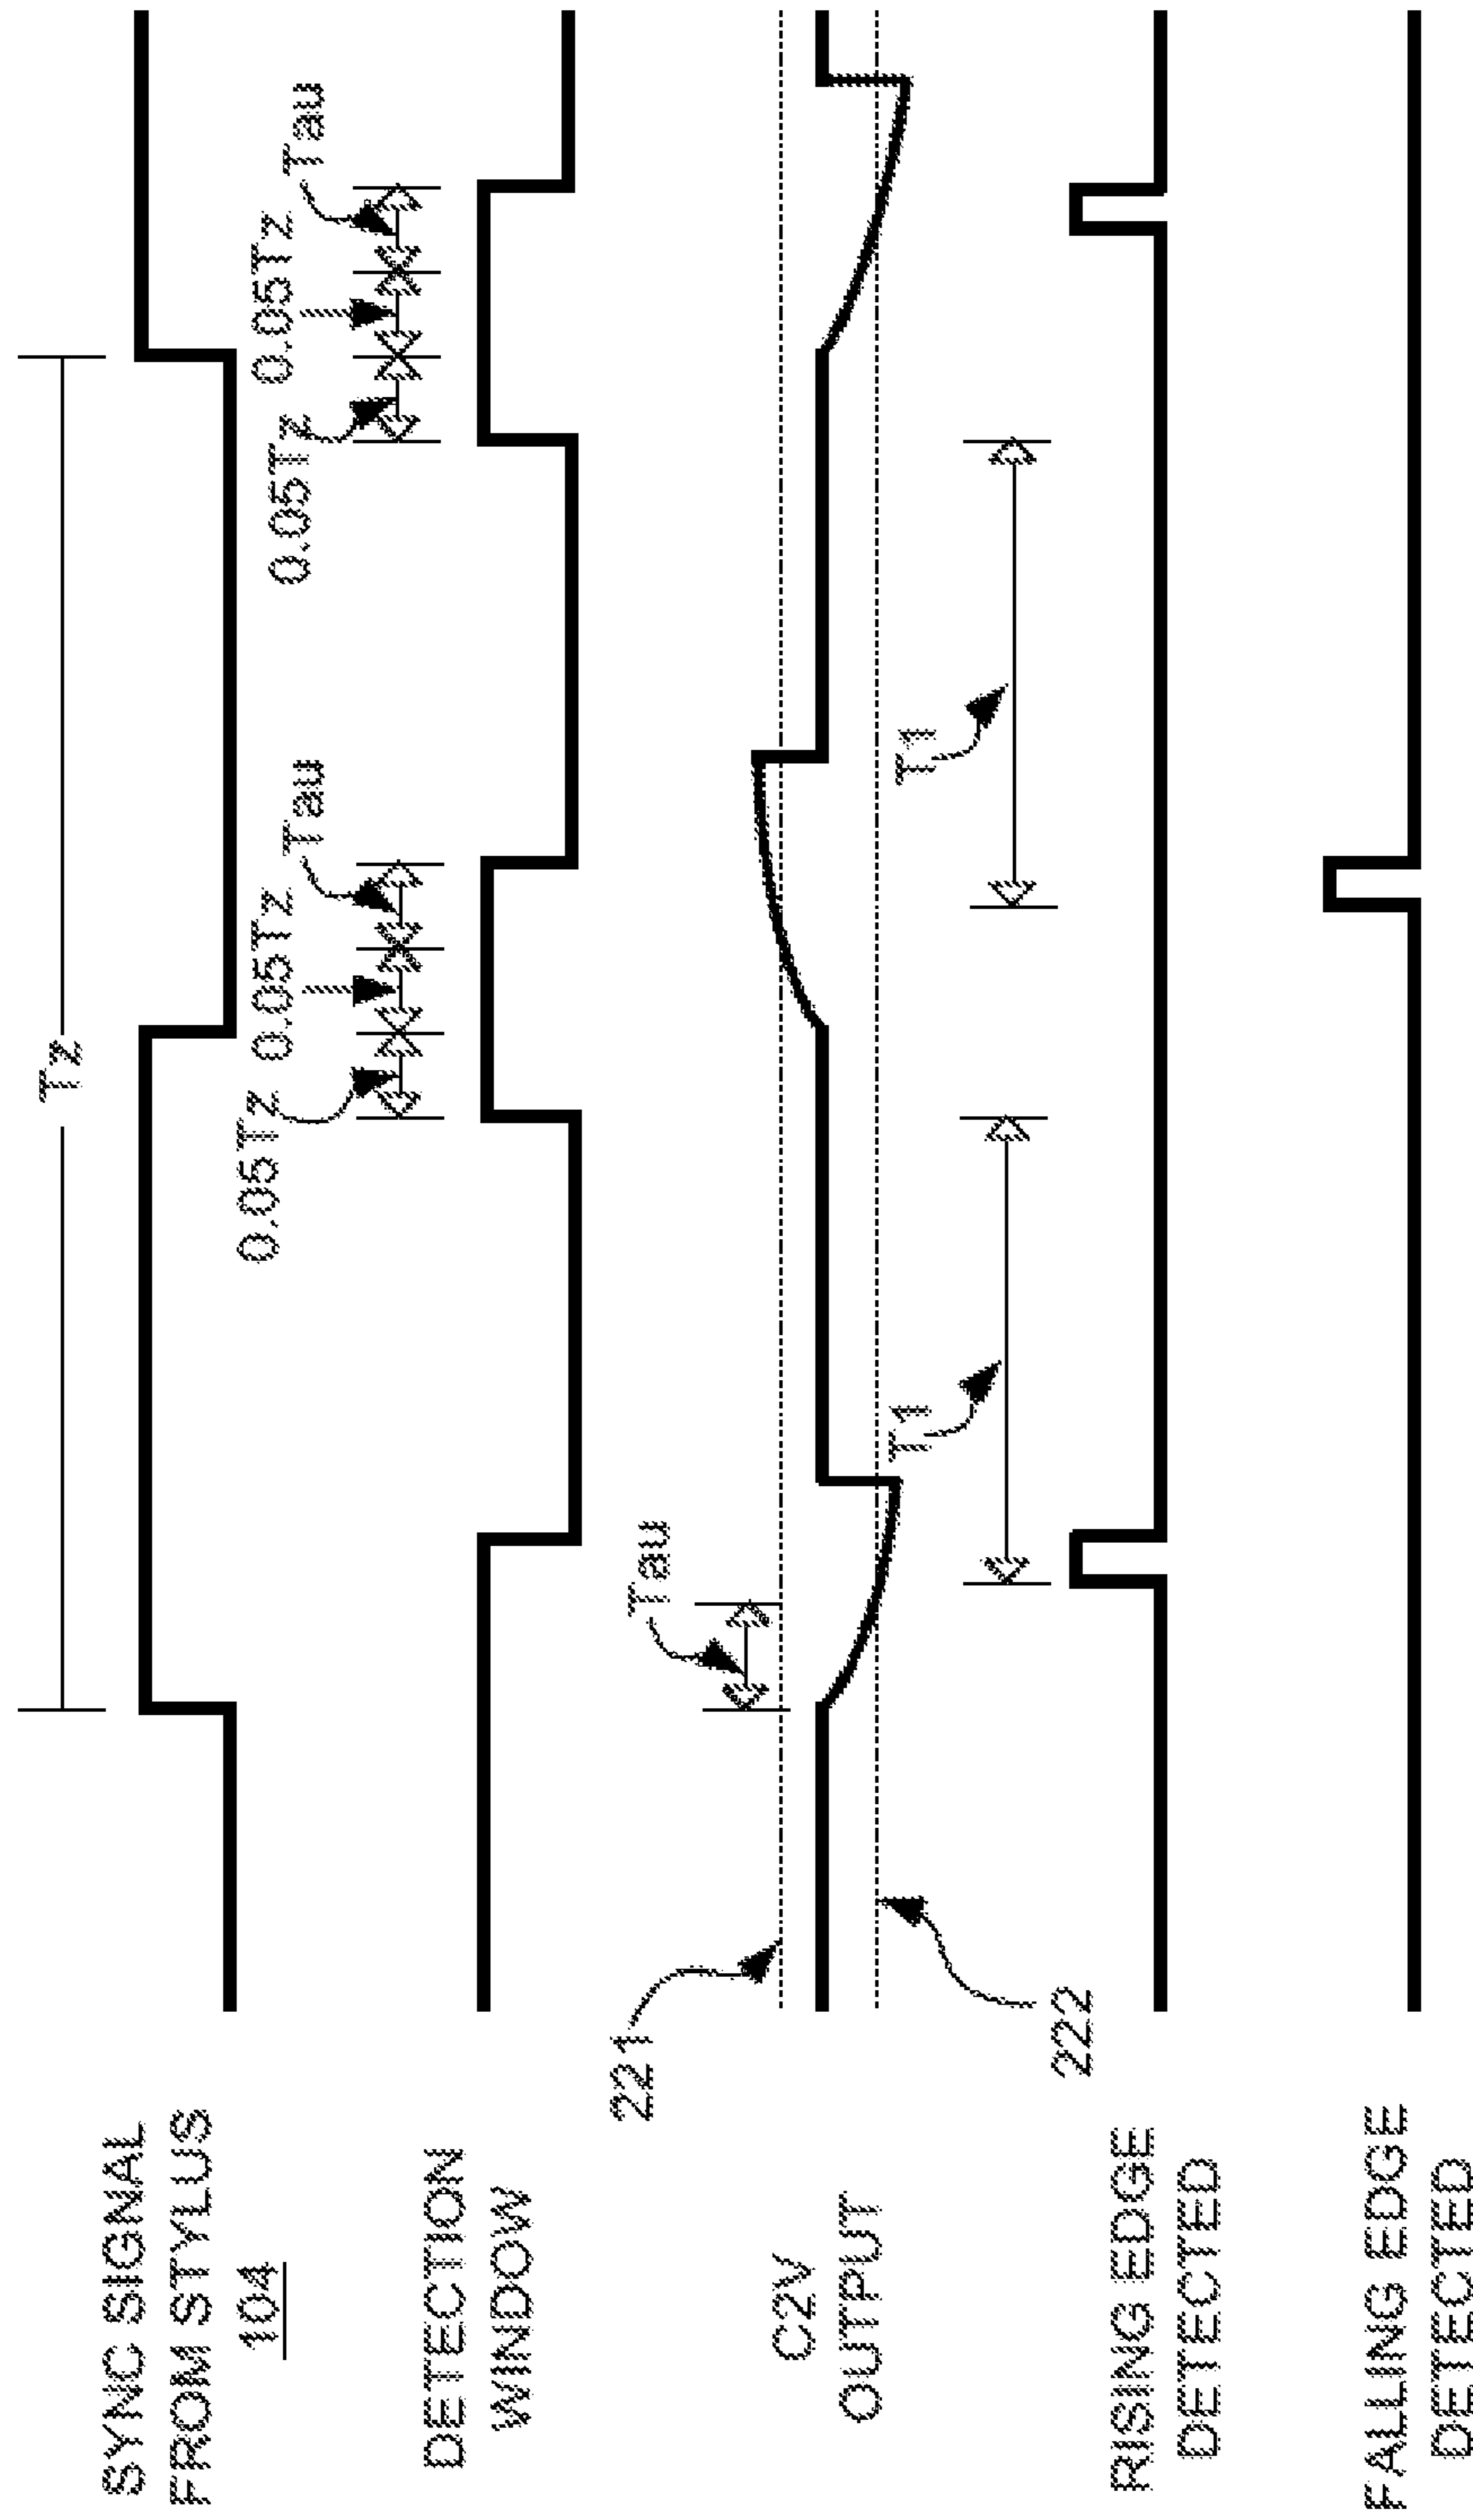 Tz
SYNC SIGNAL
FROM STYLUS
104
0.05Tz
0.05Tz
Tau
0.05Tz
0.05Tz
Tau
DETECTION
WINDOW
Tau
221
C2V
OUTPUT
222
T1
T1
RISING EDGE
DETECTED
FALLING EDGE
DETECTED